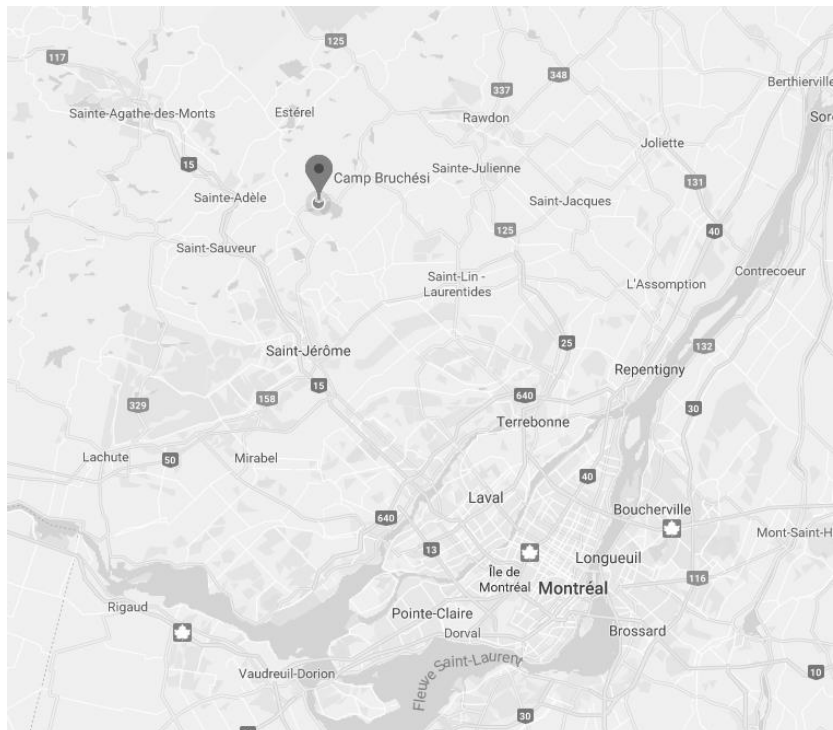 125
117
348
337
Berthierville
Sainte-Agathe-des-Monts
Estérel
Rawdon
Sor
Joliette
15
Sainte-Julienne
Camp Bruchési
131
Sainte-Adèle
Saint-Jacques
125
40
Saint-Sauveur
Contrecoeur
Saint-Lin -
Laurentides
L'Assomption
25
132
Saint-Jérôme
Repentigny
15
640
158
329
30
Terrebonne
Lachute
50
Mirabel
40
Laval
Boucherville
640
Mont-Saint-H
13
Longueuil
Île de
Montréal
116
Montréal
Rigaud
Pointe-Claire
Dorval
Brossard
Fleuve Saint-Laurent
Vaudreuil-Dorion
10
30